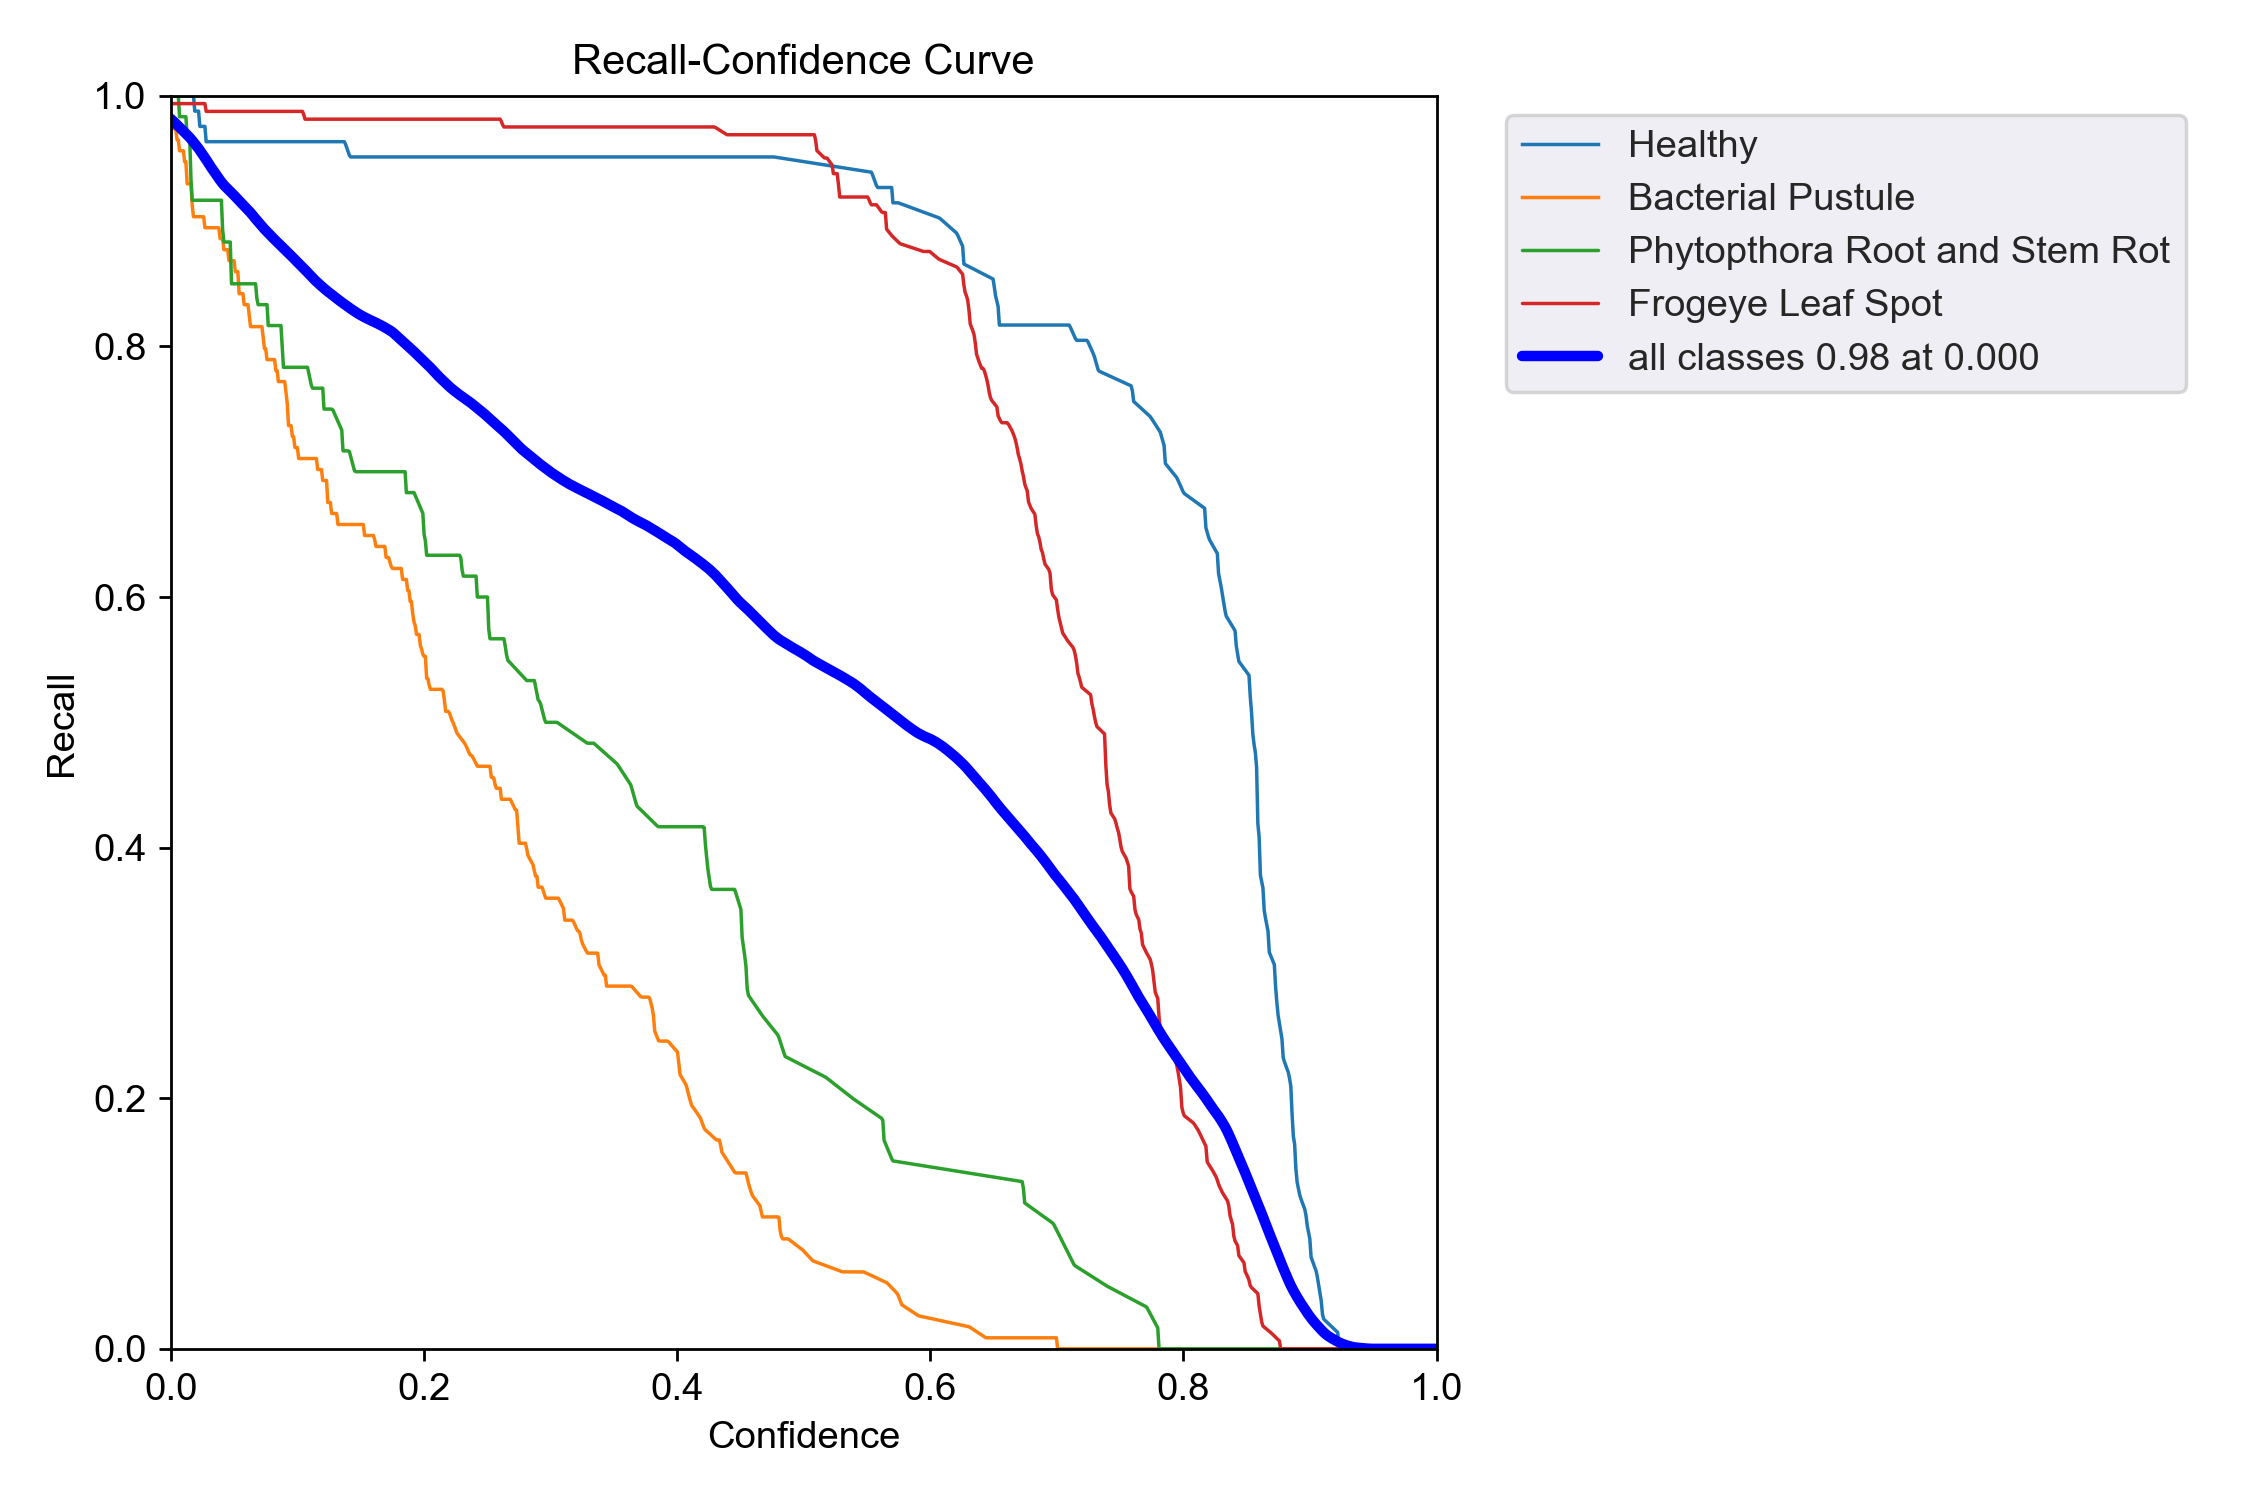 Recall-Confidence Curve
Healthy
Bacterial Pustule
Phytopthora Root and Stem Rot
Frogeye Leaf Spot
all classes 0.98 at 0.000
Recall
1.0
0.8
0.6
0.4
0.2
0.0
0.0 0.2 0.4 0.6 0.8 1.0
Confidence